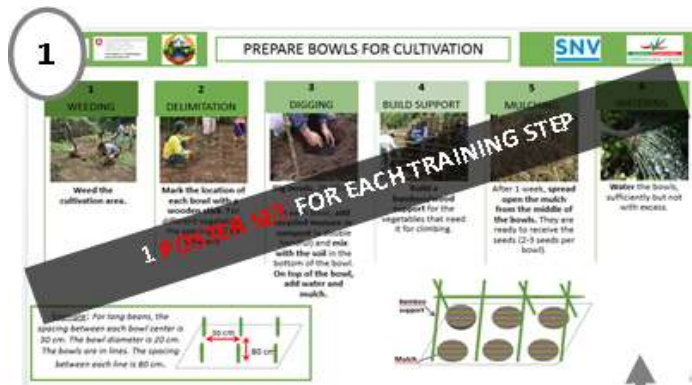 1
PREPARE BOWLS FOR CULTIVATION
SNV
1
WEEDING
Weed the
cultivation area.
2
DELIMITATION
Mark the location of
each bowl with a
wooden stick. For
3
DIGGING
and mix
with the soil in the
bottom of the bowl.
On top of the bowl,
add water and
mulch.
4
BUILD SUPPORT
support for the
vegetables that need
it for climbing.
5
MULCHING
After 1 week, spread
open the mulch
from the middle of
the bowls. They are
ready to receive the
seeds (2-3 seeds per
bowl).
6
Water the bowls,
sufficiently but not
with excess.
1 POSTER SET FOR EACH TRAINING STEP
: For long beans, the
spacing between each bowl center is
30 cm. The bowl diameter is 20 cm.
The bowls are in lines. The spacing
between each line is 80 cm.
30 cm
80 cm
Bamboo
support
Mulch